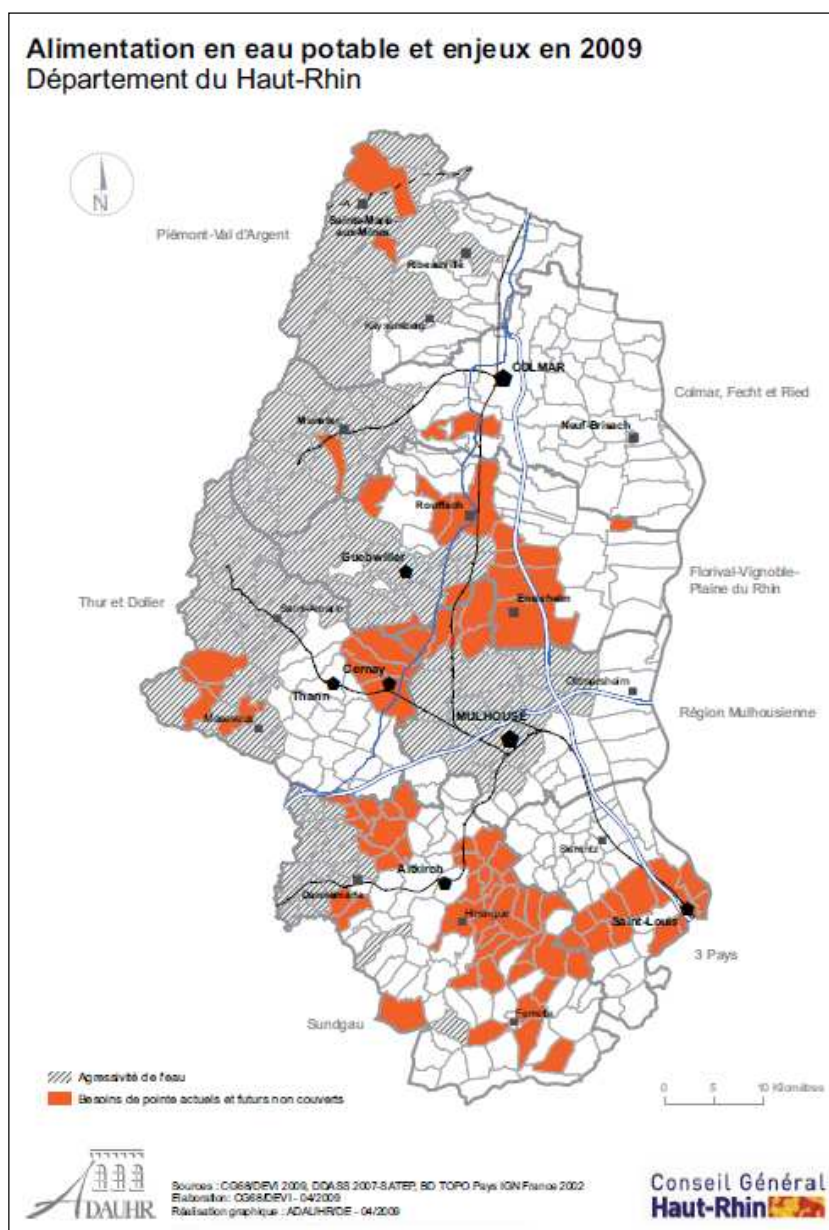 Alimentation en eau potable et enjeux en 2009
Département du Haut-Rhin
N
Piémont-Val d'Argent
Sainte-Marie-
aux-Mines
Ribeauvillé
Kaysersberg
COLMAR
Colmar, Fecht et Ried
Munster
Neuf-Brisach
Rouffach
Guebwiller
Florival-Vignoble-
Plaine du Rhin
Thur et Doller
Saint-Amarin
Ensisheim
Cernay
Thann
Ottmarsheim
Masevaux
MULHOUSE
Région Mulhousienne
Sierentz
Altkirch
Dannemarie
Hirsingue
Saint-Louis
3 Pays
Sundgau
Ferrette
Agressivité de l'eau
Besoins de pointe actuels et futurs non couverts
0 5 10 Kilomètres
ADAUHR
Sources : CG68/DEVI 2009, DDASS 2007-SATEP, BD TOPO Pays IGN France 2002
Elaboration: CG68/DEVI - 04/2009
Réalisation graphique : ADAUHR/DE - 04/2009
Conseil Général
Haut-Rhin